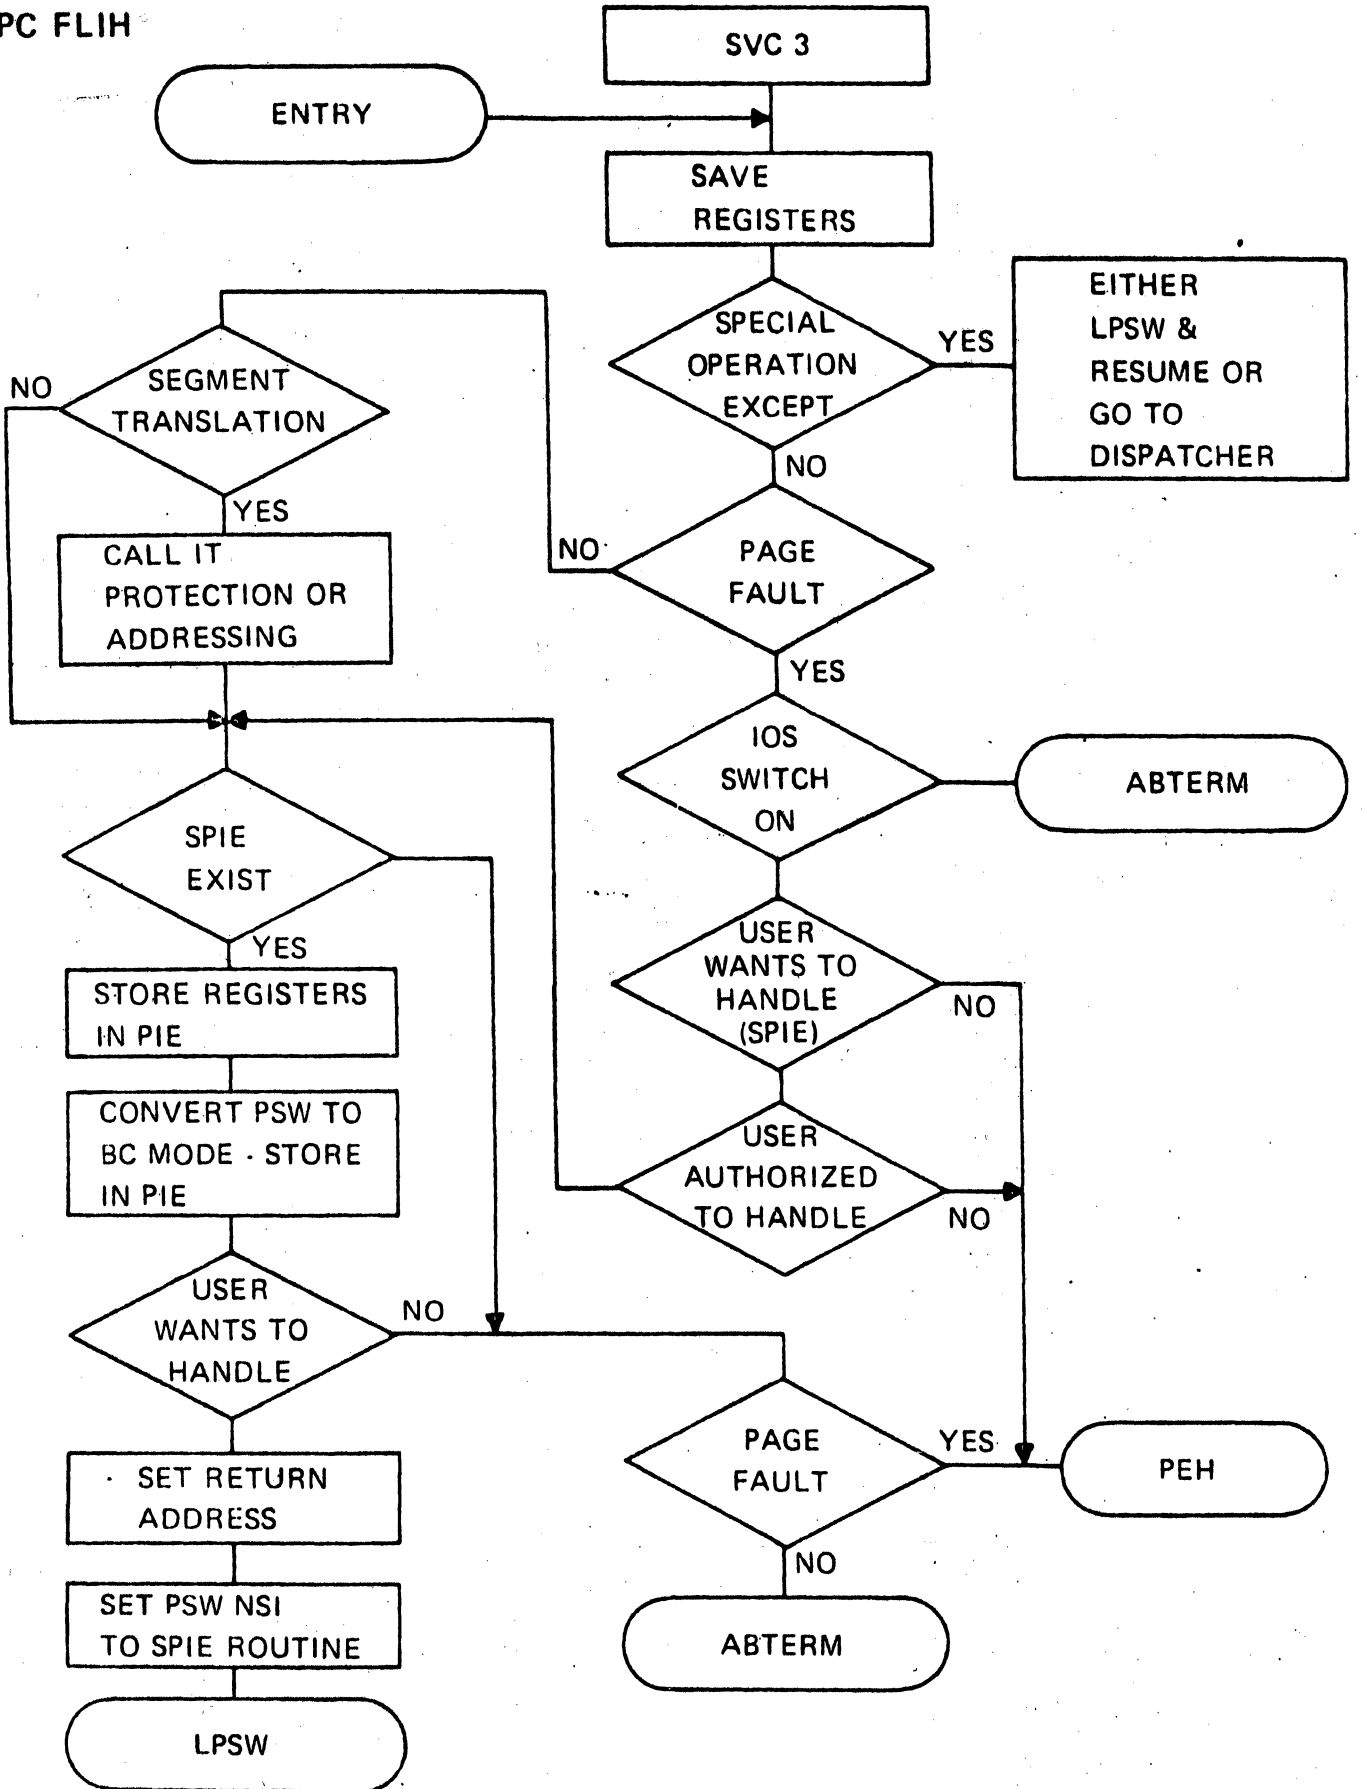 PC FLIH
SVC 3
ENTRY
SAVE
REGISTERS
SPECIAL
OPERATION
EXCEPT
YES
EITHER
LPSW &
RESUME OR
GO TO
DISPATCHER
NO
SEGMENT
TRANSLATION
NO
YES
CALL IT
PROTECTION OR
ADDRESSING
PAGE
FAULT
NO
YES
IOS
SWITCH
ON
ABTERM
SPIE
EXIST
YES
STORE REGISTERS
IN PIE
CONVERT PSW TO
BC MODE - STORE
IN PIE
USER
WANTS TO
HANDLE
(SPIE)
NO
USER
AUTHORIZED
TO HANDLE
NO
USER
WANTS TO
HANDLE
NO
SET RETURN
ADDRESS
SET PSW NSI
TO SPIE ROUTINE
LPSW
PAGE
FAULT
YES
PEH
NO
ABTERM